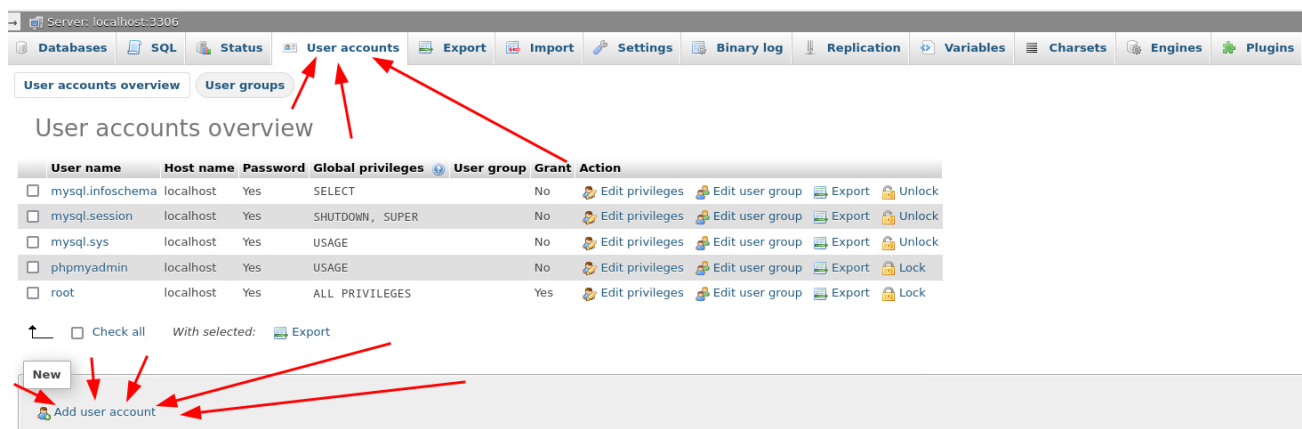 Server: localhost:3306
Databases SQL Status User accounts Export Import Settings Binary log Replication Variables Charsets Engines Plugins
User accounts overview User groups
User accounts overview
User name Host name Password Global privileges User group Grant Action
mysql.infoschema localhost Yes SELECT No Edit privileges Edit user group Export Unlock
mysql.session localhost Yes SHUTDOWN, SUPER No Edit privileges Edit user group Export Unlock
mysql.sys localhost Yes USAGE No Edit privileges Edit user group Export Unlock
phpmyadmin localhost Yes USAGE No Edit privileges Edit user group Export Lock
root localhost Yes ALL PRIVILEGES Yes Edit privileges Edit user group Export Lock
Check all With selected: Export
New
Add user account